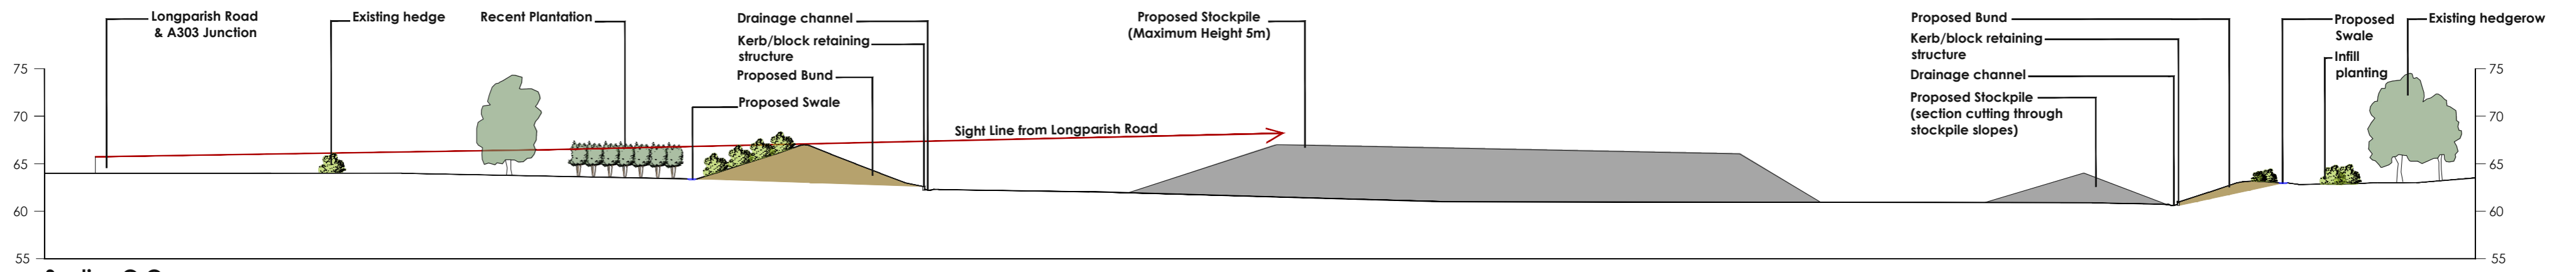 Longparish Road
& A303 Junction
Existing hedge
Recent Plantation
Drainage channel
Kerb/block retaining
structure
Proposed Bund
Proposed Swale
Proposed Stockpile
(Maximum Height 5m)
Sight Line from Longparish Road
Proposed Bund
Kerb/block retaining
structure
Drainage channel
Proposed Stockpile
(section cutting through
stockpile slopes)
Proposed
Swale
Infill
planting
Existing hedgerow
75
70
65
60
55
75
70
65
60
55